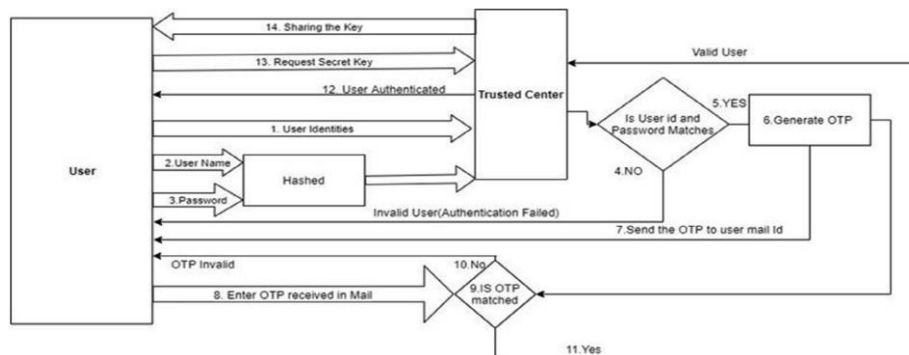 14. Sharing the Key
Valid User
13. Request Secret Key
12. User Authenticated
Trusted Center
Is User id and
Password Matches
5.YES
6.Generate OTP
1. User Identities
User
2.User Name
Hashed
3.Password
4.NO
Invalid User(Authentication Failed)
7.Send the OTP to user mail Id
OTP Invalid
10.No
8. Enter OTP received in Mail
9.IS OTP
matched
11.Yes